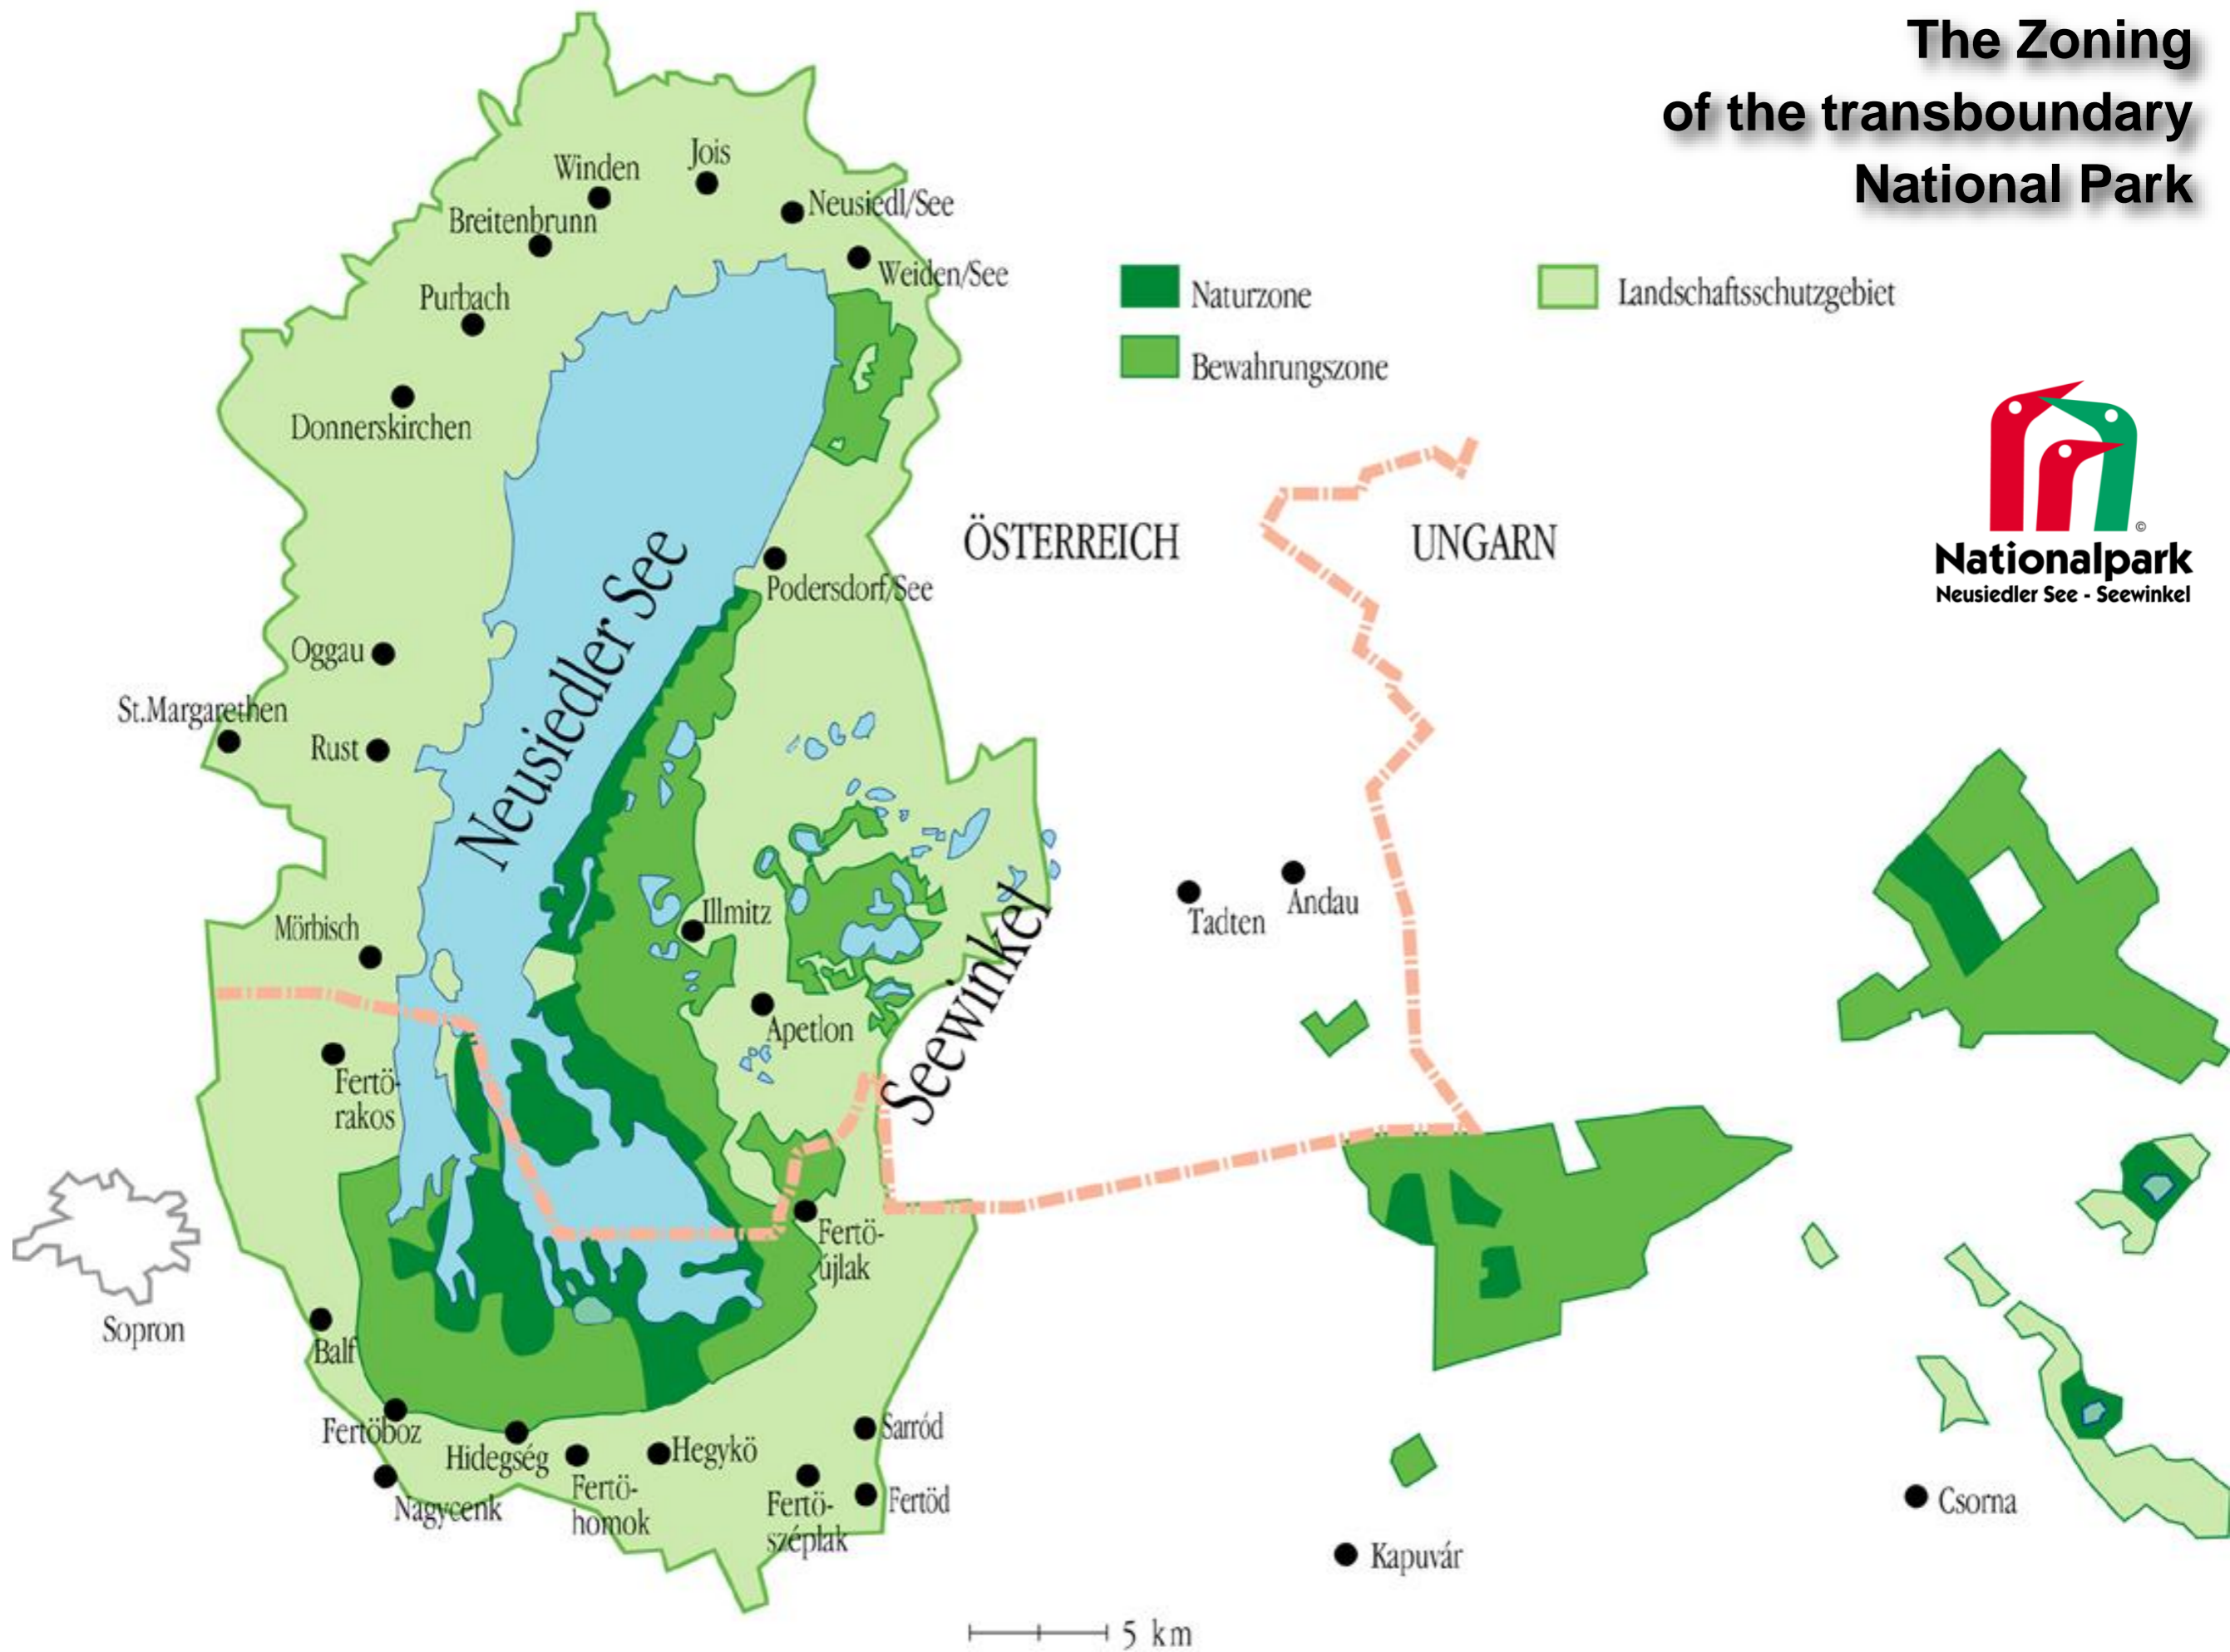 The Zoning
of the transboundary
National Park
Winden
Jois
Neusiedl/See
Breitenbrunn
Weiden/See
Purbach
Donnerskirchen
Naturzone
Bewahrungszone
Landschaftsschutzgebiet
ÖSTERREICH
UNGARN
©
Nationalpark
Neusiedler See - Seewinkel
Neusiedler See
Podersdorf/See
Oggau
St.Margarethen
Rust
Illmitz
Mörbisch
Seewinkel
Tadten
Andau
Apetlon
Fertö-
rakos
Fertö-
újlak
Sopron
Balf
Fertöboz
Hidegség
Nagycenk
Fertö-
homok
Hegykö
Fertö-
széplak
Sarród
Fertöd
Csorna
Kapuvár
5 km